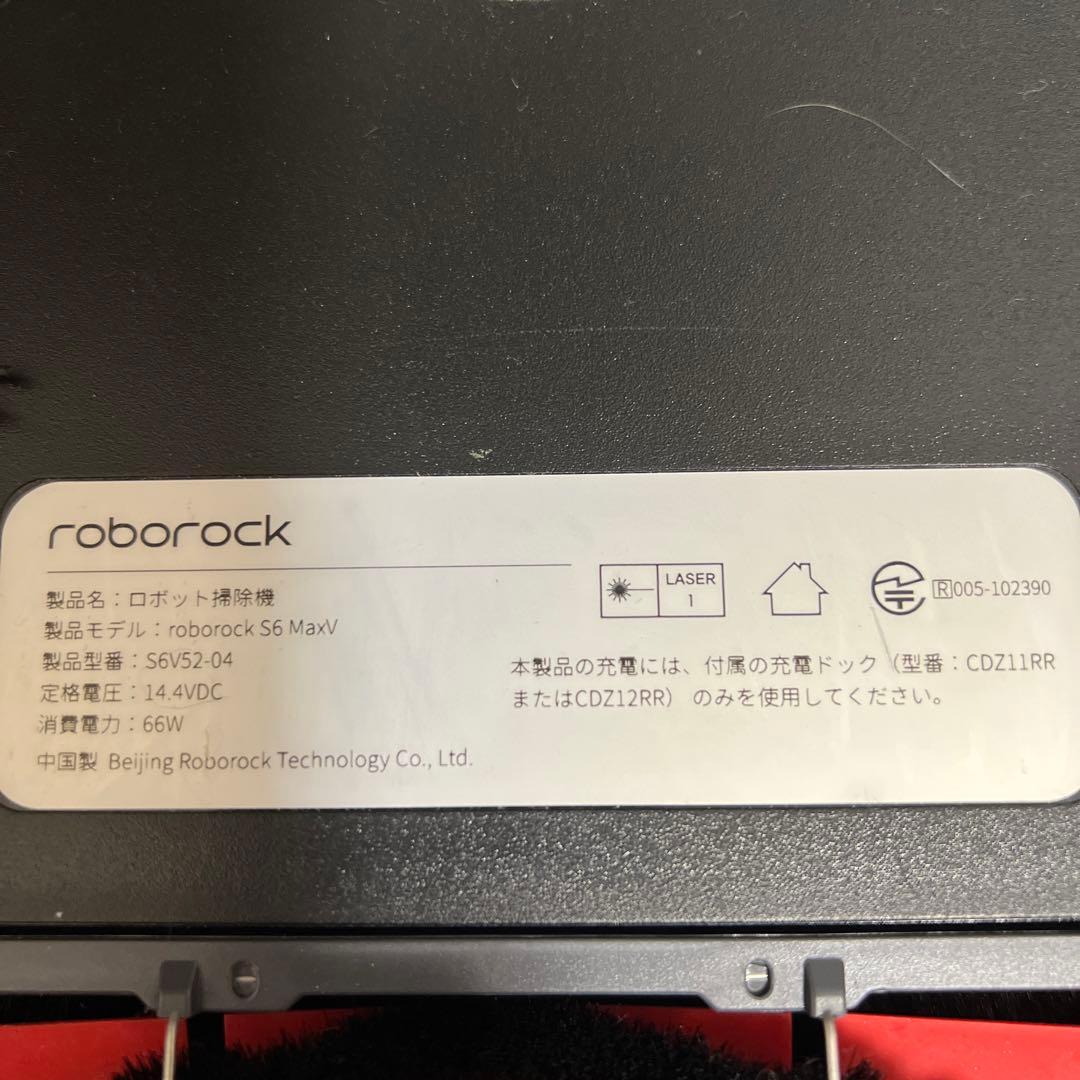 roborock
製品名：ロボット掃除機
製品モデル：roborock S6 MaxV
製品型番：S6V52-04
定格電圧：14.4VDC
消費電力：66W
中国製 Beijing Roborock Technology Co., Ltd.
LASER
1
R 005-102390
本製品の充電には、付属の充電ドック（型番：CDZ11RR
またはCDZ12RR）のみを使用してください。